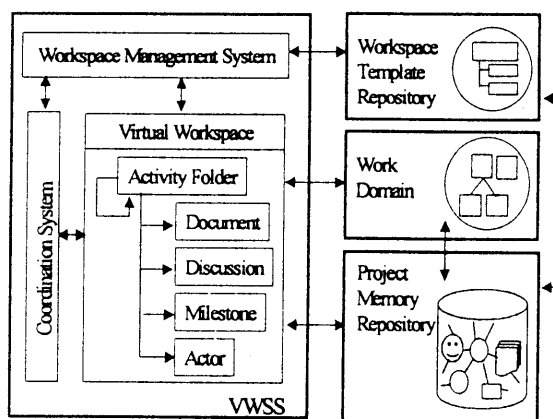 Workspace Management System
Coordination System
Virtual Workspace
Activity Folder
Document
Discussion
Milestone
Actor
VWSS
Workspace
Template
Repository
Work
Domain
Project
Memory
Repository